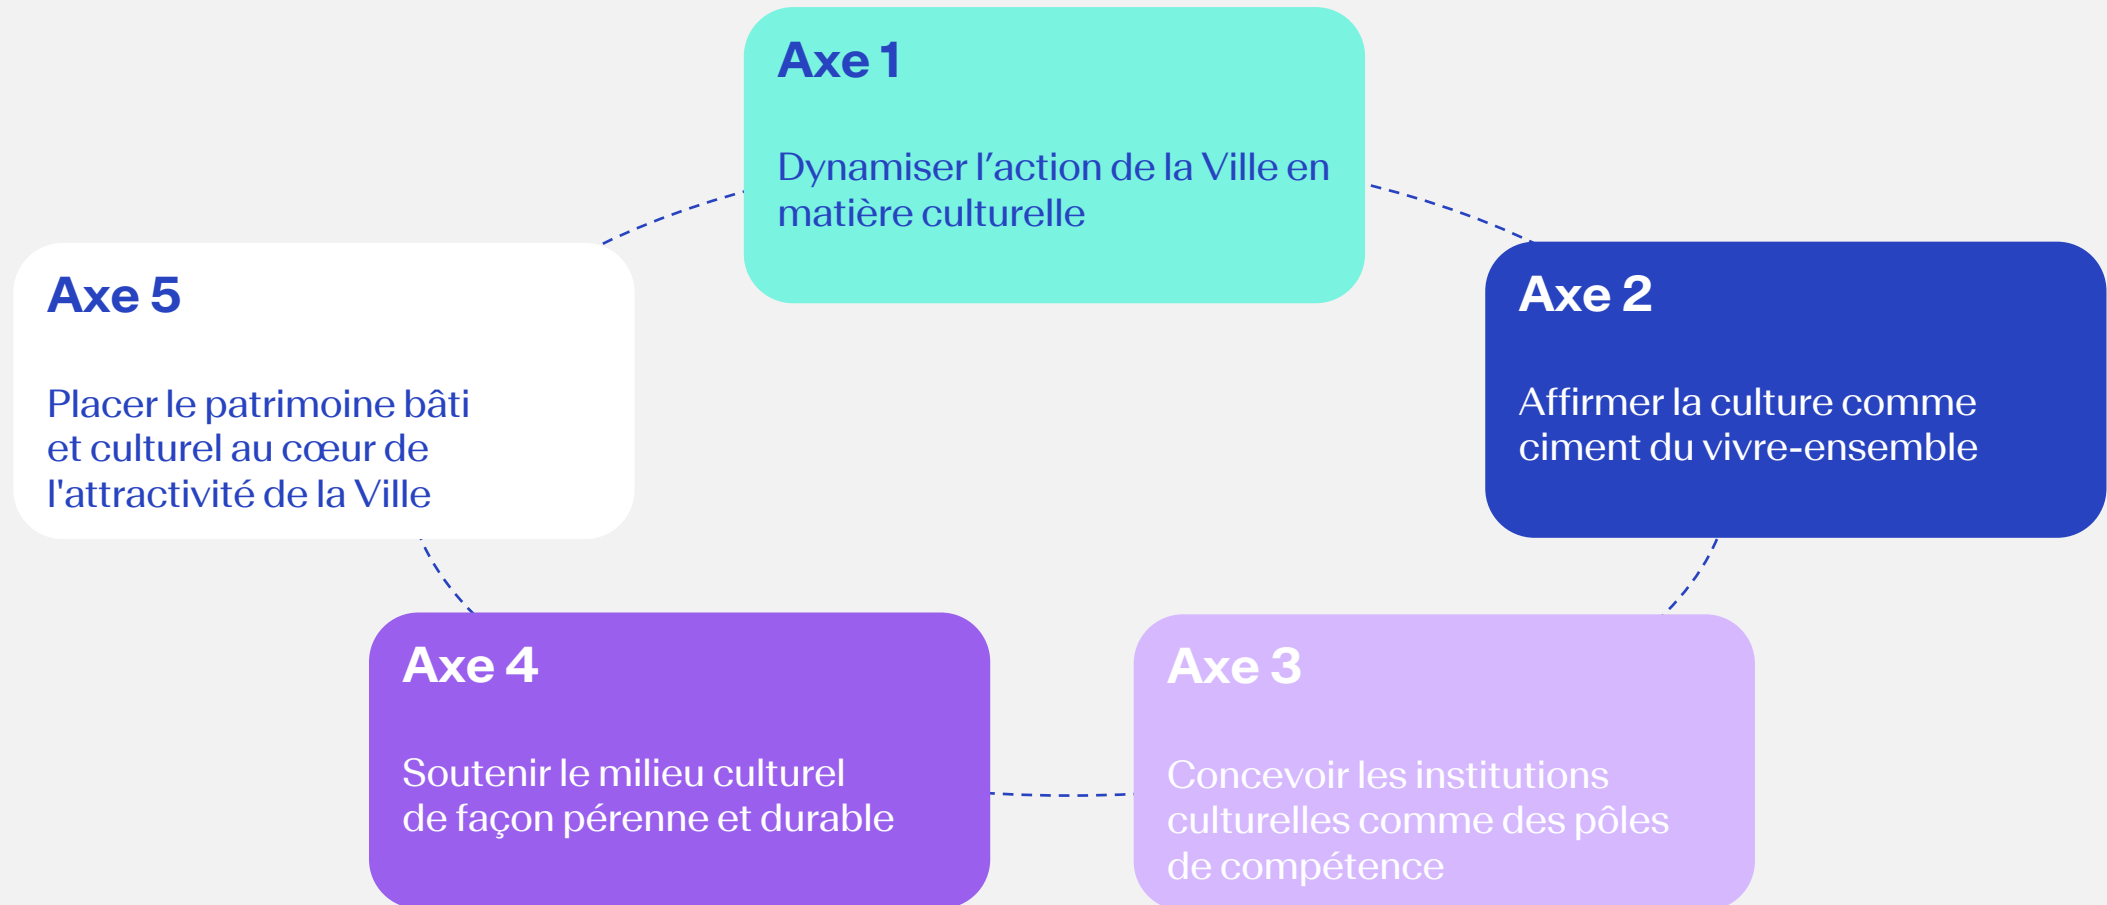 Axe 1
Dynamiser l’action de la Ville en
matière culturelle
Axe 2
Affirmer la culture comme
ciment du vivre-ensemble
Axe 3
Concevoir les institutions
culturelles comme des pôles
de compétence
Axe 4
Soutenir le milieu culturel
de façon pérenne et durable
Axe 5
Placer le patrimoine bâti
et culturel au cœur de
l'attractivité de la Ville